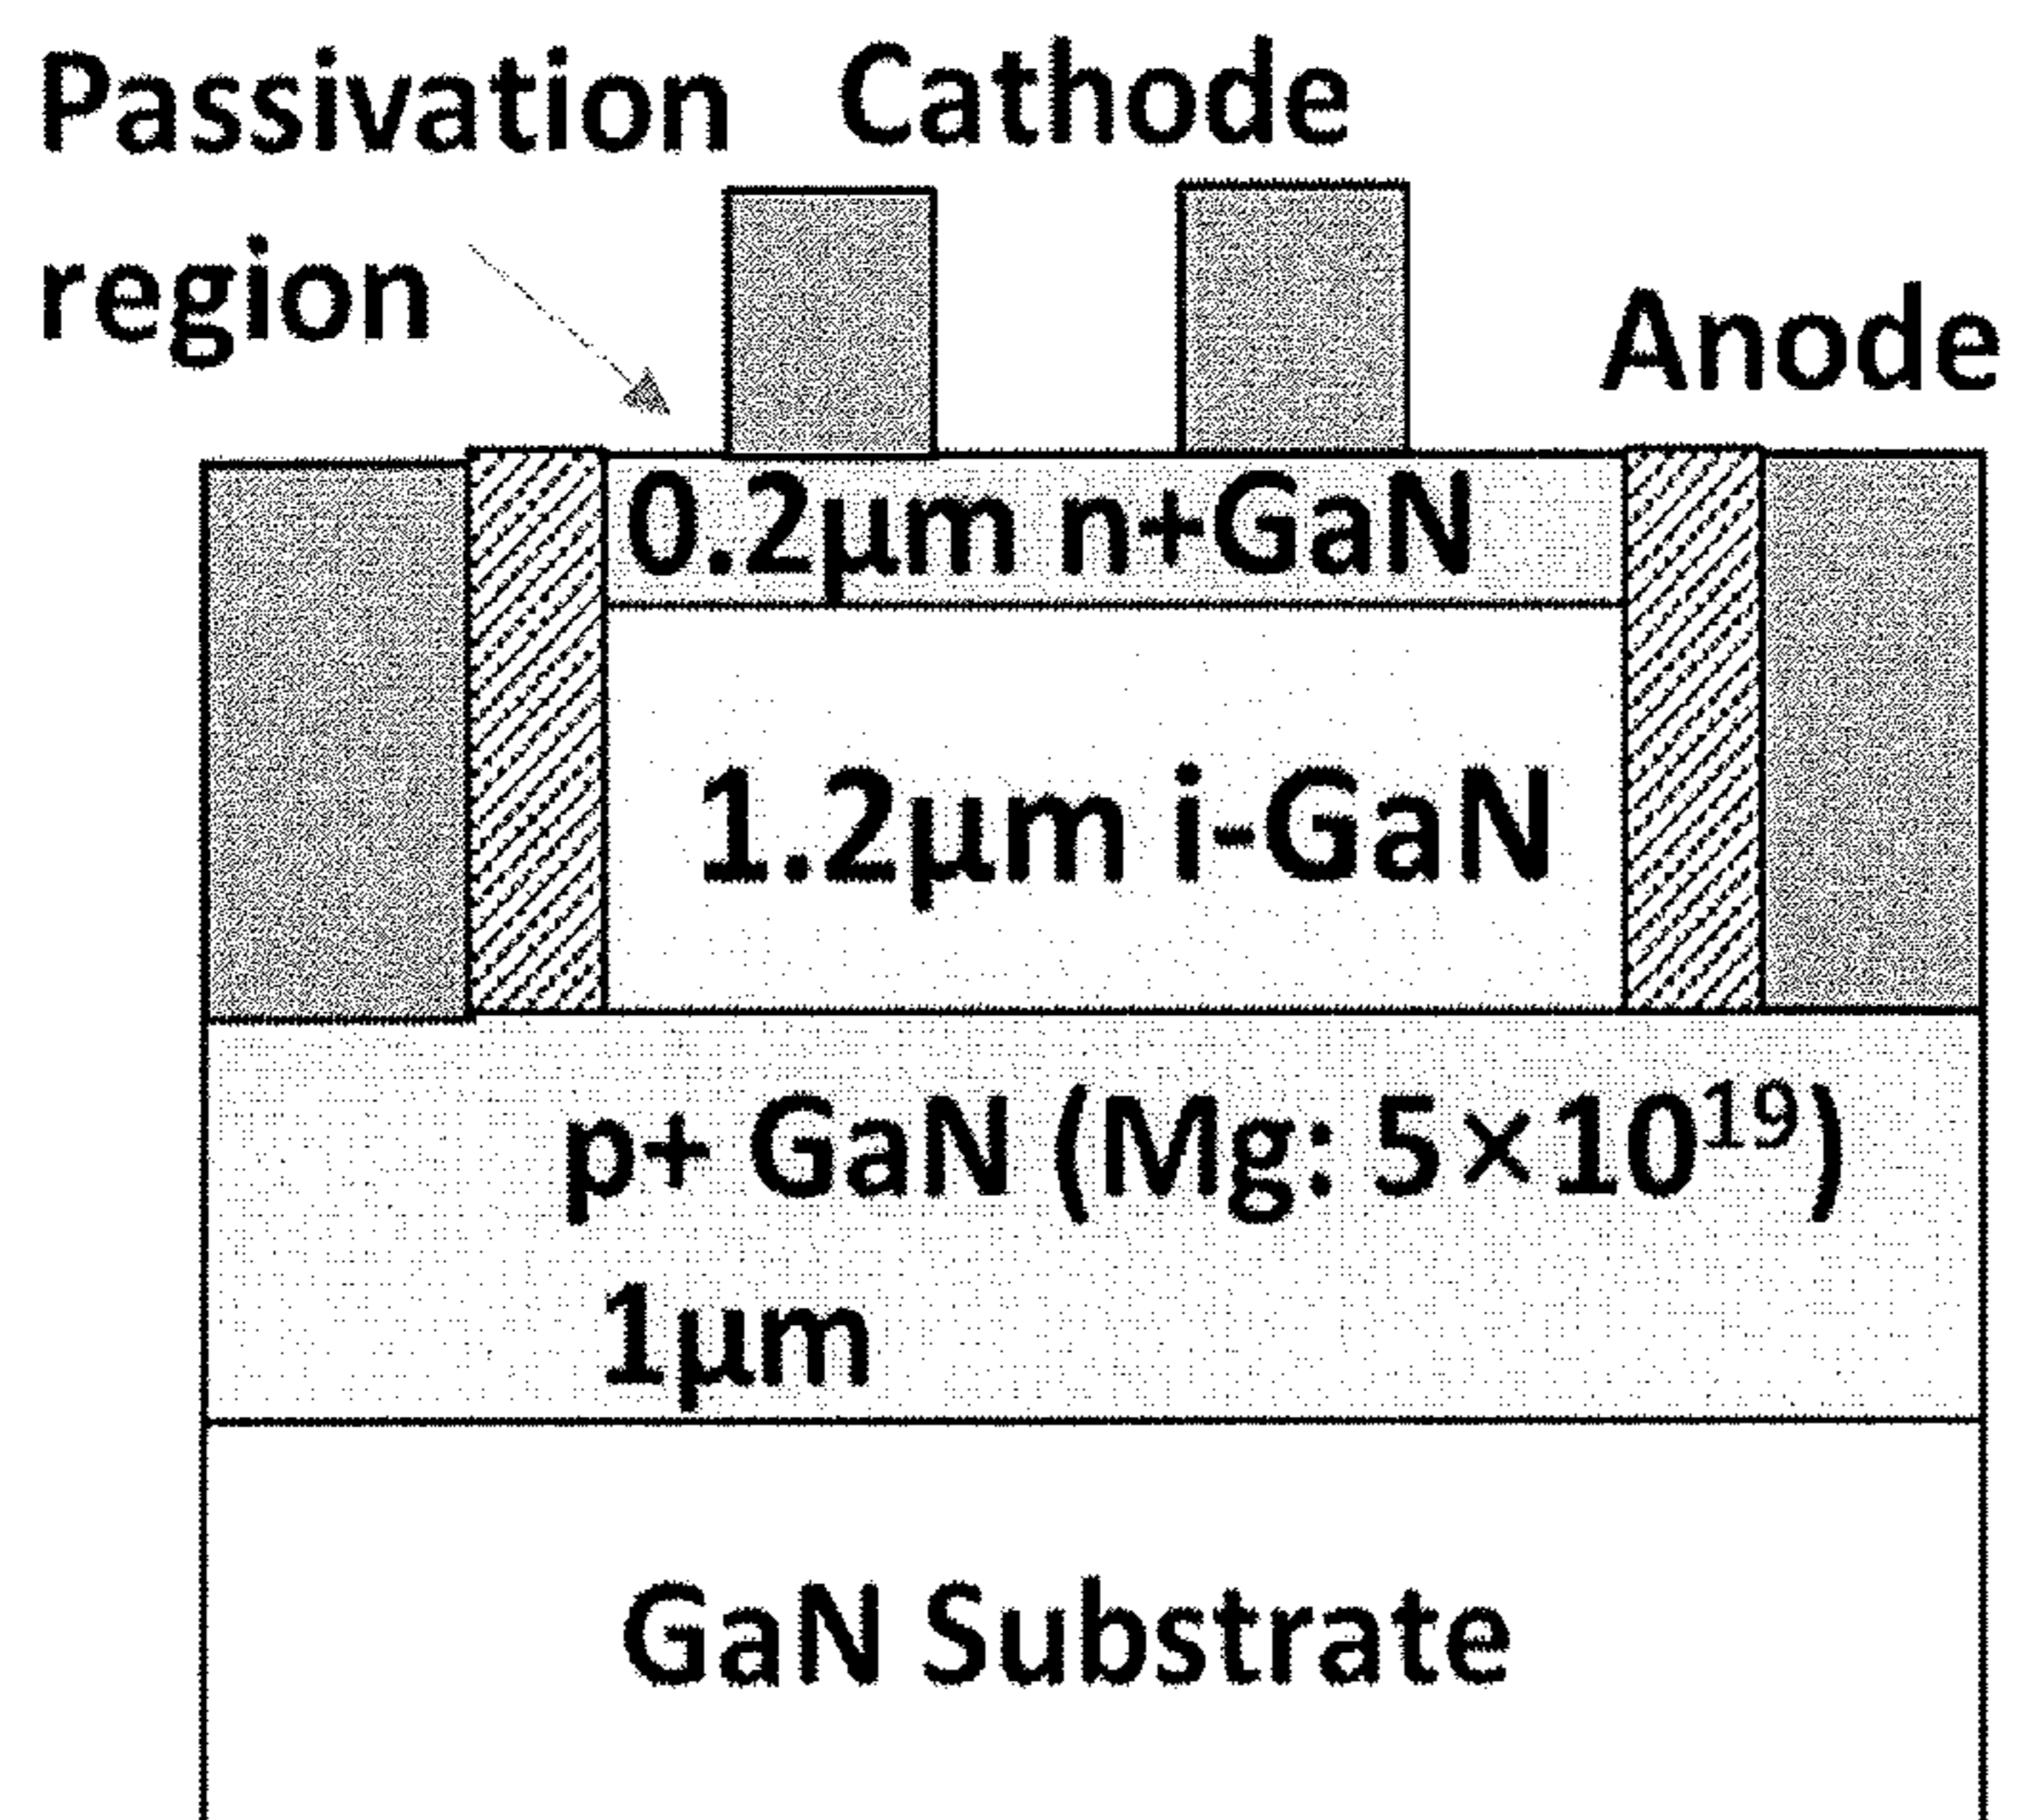 Passivation
region
Cathode
Anode
0.2μm n+GaN
1.2μm i-GaN
p+ GaN (Mg: 5×10¹⁹)
1μm
GaN Substrate